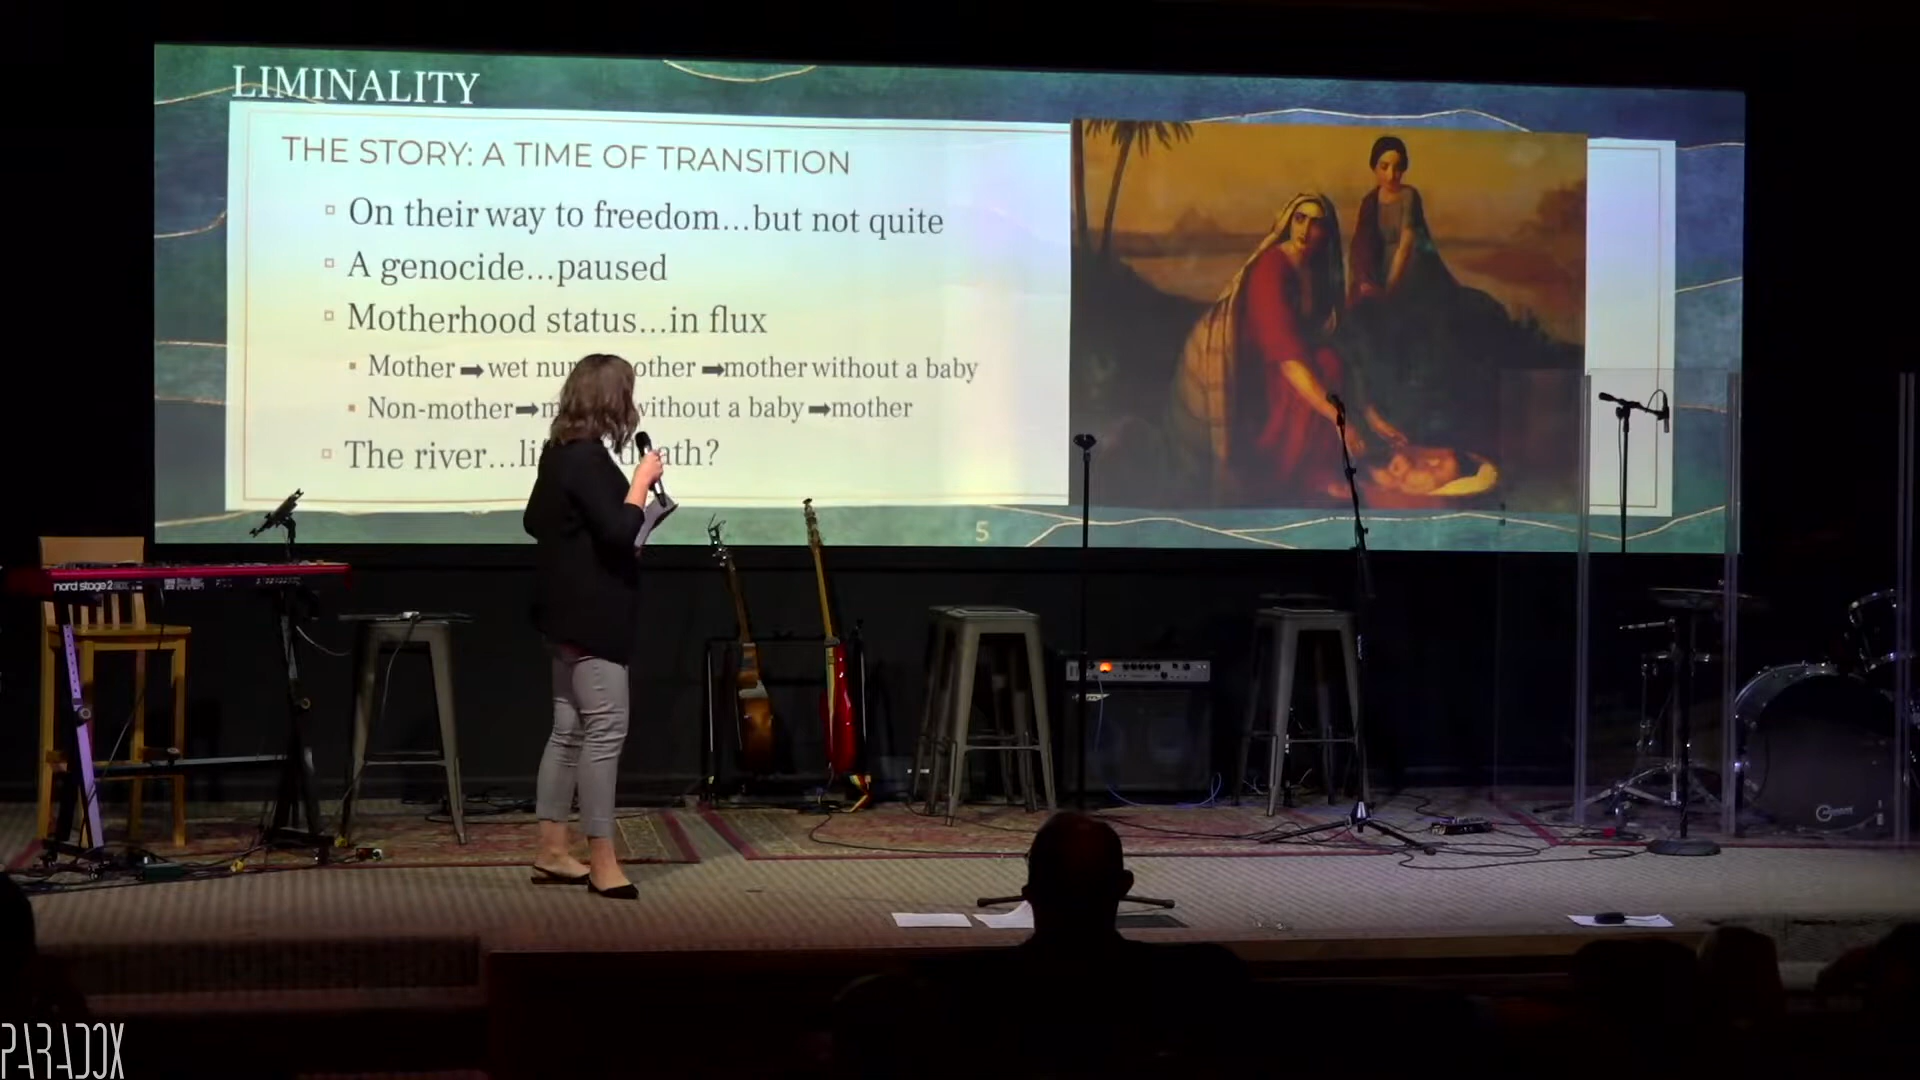 LIMINALITY
THE STORY: A TIME OF TRANSITION
On their way to freedom...but not quite
A genocide...paused
Motherhood status...in flux
Mother➡wet nur other ➡mother without a baby
Non-mother➡m without a baby➡mother
The river...li d ath?
5
nord stage 2
PARADOX